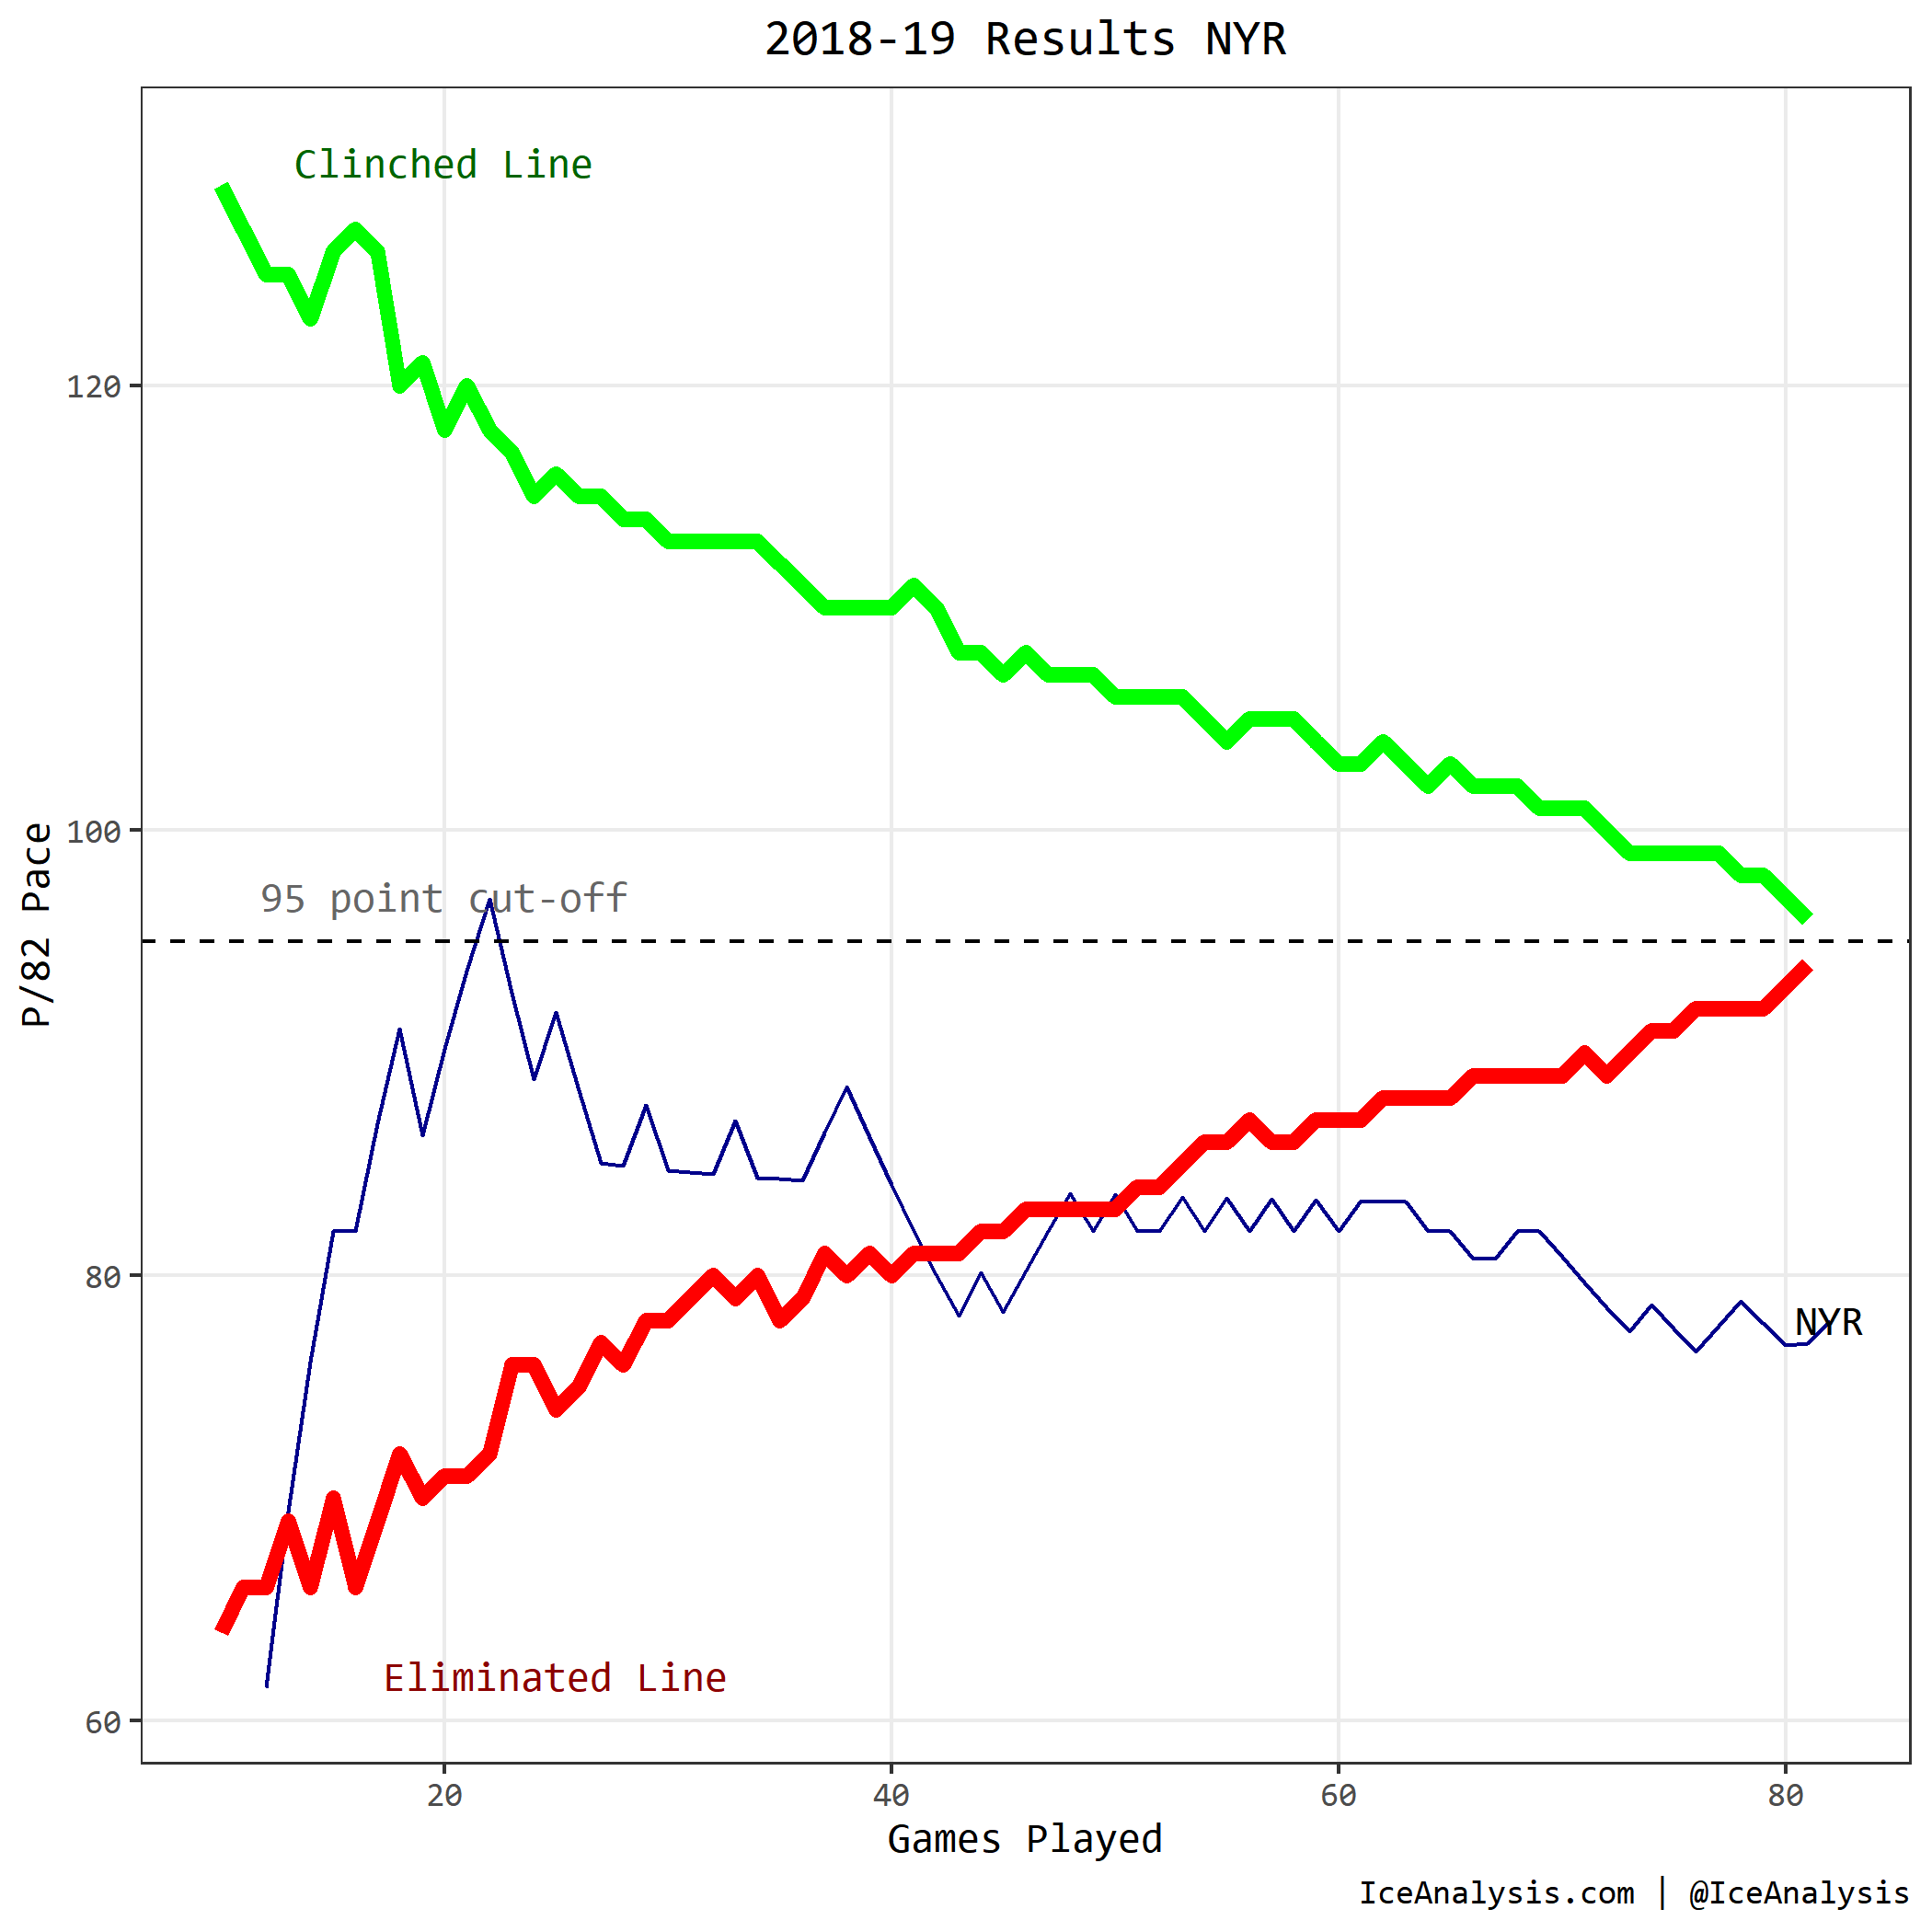 2018-19 Results NYR
Clinched Line
120
100
95 point cut-off
80
NYR
Eliminated Line
60
P/82 Pace
20 40 60 80
Games Played
IceAnalysis.com | @IceAnalysis